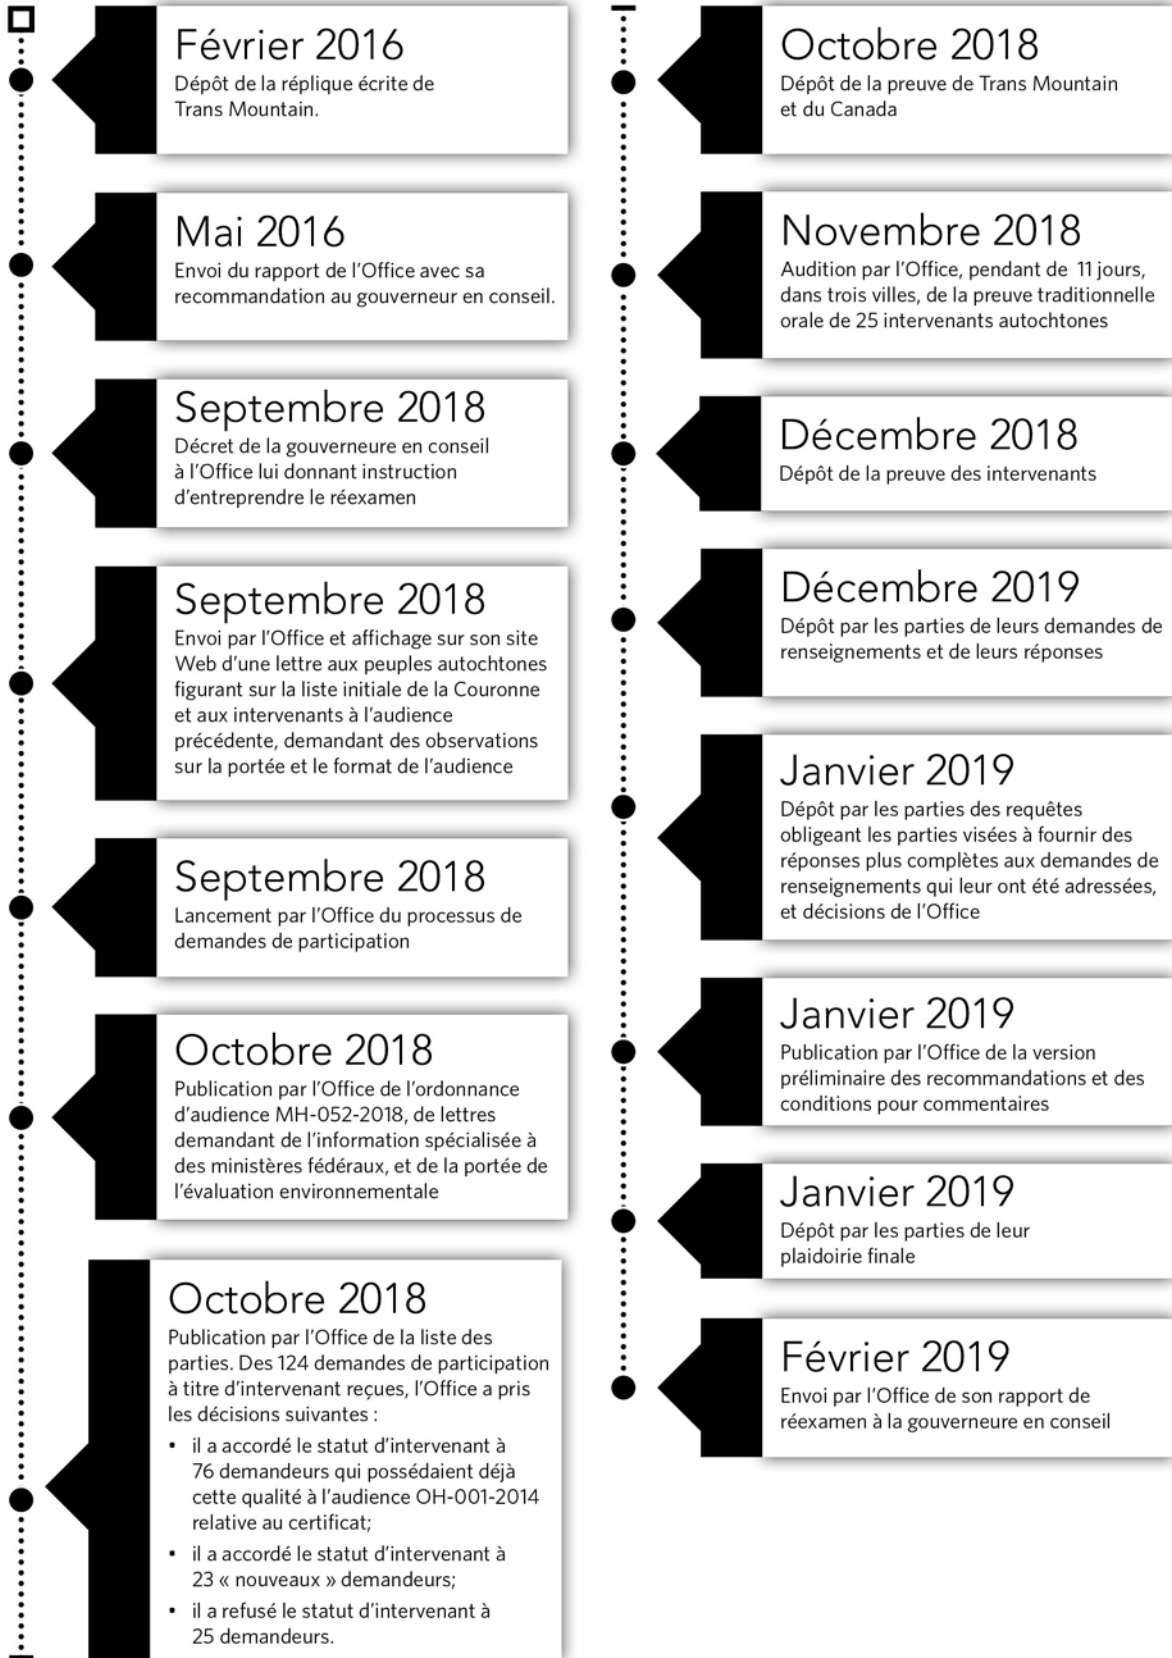 Février 2016
Dépôt de la réplique écrite de
Trans Mountain.
Mai 2016
Envoi du rapport de l'Office avec sa
recommandation au gouverneur en conseil.
Septembre 2018
Décret de la gouverneure en conseil
à l'Office lui donnant instruction
d'entreprendre le réexamen
Septembre 2018
Envoi par l'Office et affichage sur son site
Web d'une lettre aux peuples autochtones
figurant sur la liste initiale de la Couronne
et aux intervenants à l'audience
précédente, demandant des observations
sur la portée et le format de l'audience
Septembre 2018
Lancement par l'Office du processus de
demandes de participation
Octobre 2018
Publication par l'Office de l'ordonnance
d'audience MH-052-2018, de lettres
demandant de l'information spécialisée à
des ministères fédéraux, et de la portée de
l'évaluation environnementale
Octobre 2018
Publication par l'Office de la liste des
parties. Des 124 demandes de participation
à titre d'intervenant reçues, l'Office a pris
les décisions suivantes :
• il a accordé le statut d'intervenant à
76 demandeurs qui possédaient déjà
cette qualité à l'audience OH-001-2014
relative au certificat;
• il a accordé le statut d'intervenant à
23 « nouveaux » demandeurs;
• il a refusé le statut d'intervenant à
25 demandeurs.
Octobre 2018
Dépôt de la preuve de Trans Mountain
et du Canada
Novembre 2018
Audition par l'Office, pendant de 11 jours,
dans trois villes, de la preuve traditionnelle
orale de 25 intervenants autochtones
Décembre 2018
Dépôt de la preuve des intervenants
Décembre 2019
Dépôt par les parties de leurs demandes de
renseignements et de leurs réponses
Janvier 2019
Dépôt par les parties des requêtes
obligeant les parties visées à fournir des
réponses plus complètes aux demandes de
renseignements qui leur ont été adressées,
et décisions de l'Office
Janvier 2019
Publication par l'Office de la version
préliminaire des recommandations et des
conditions pour commentaires
Janvier 2019
Dépôt par les parties de leur
plaidoirie finale
Février 2019
Envoi par l'Office de son rapport de
réexamen à la gouverneure en conseil